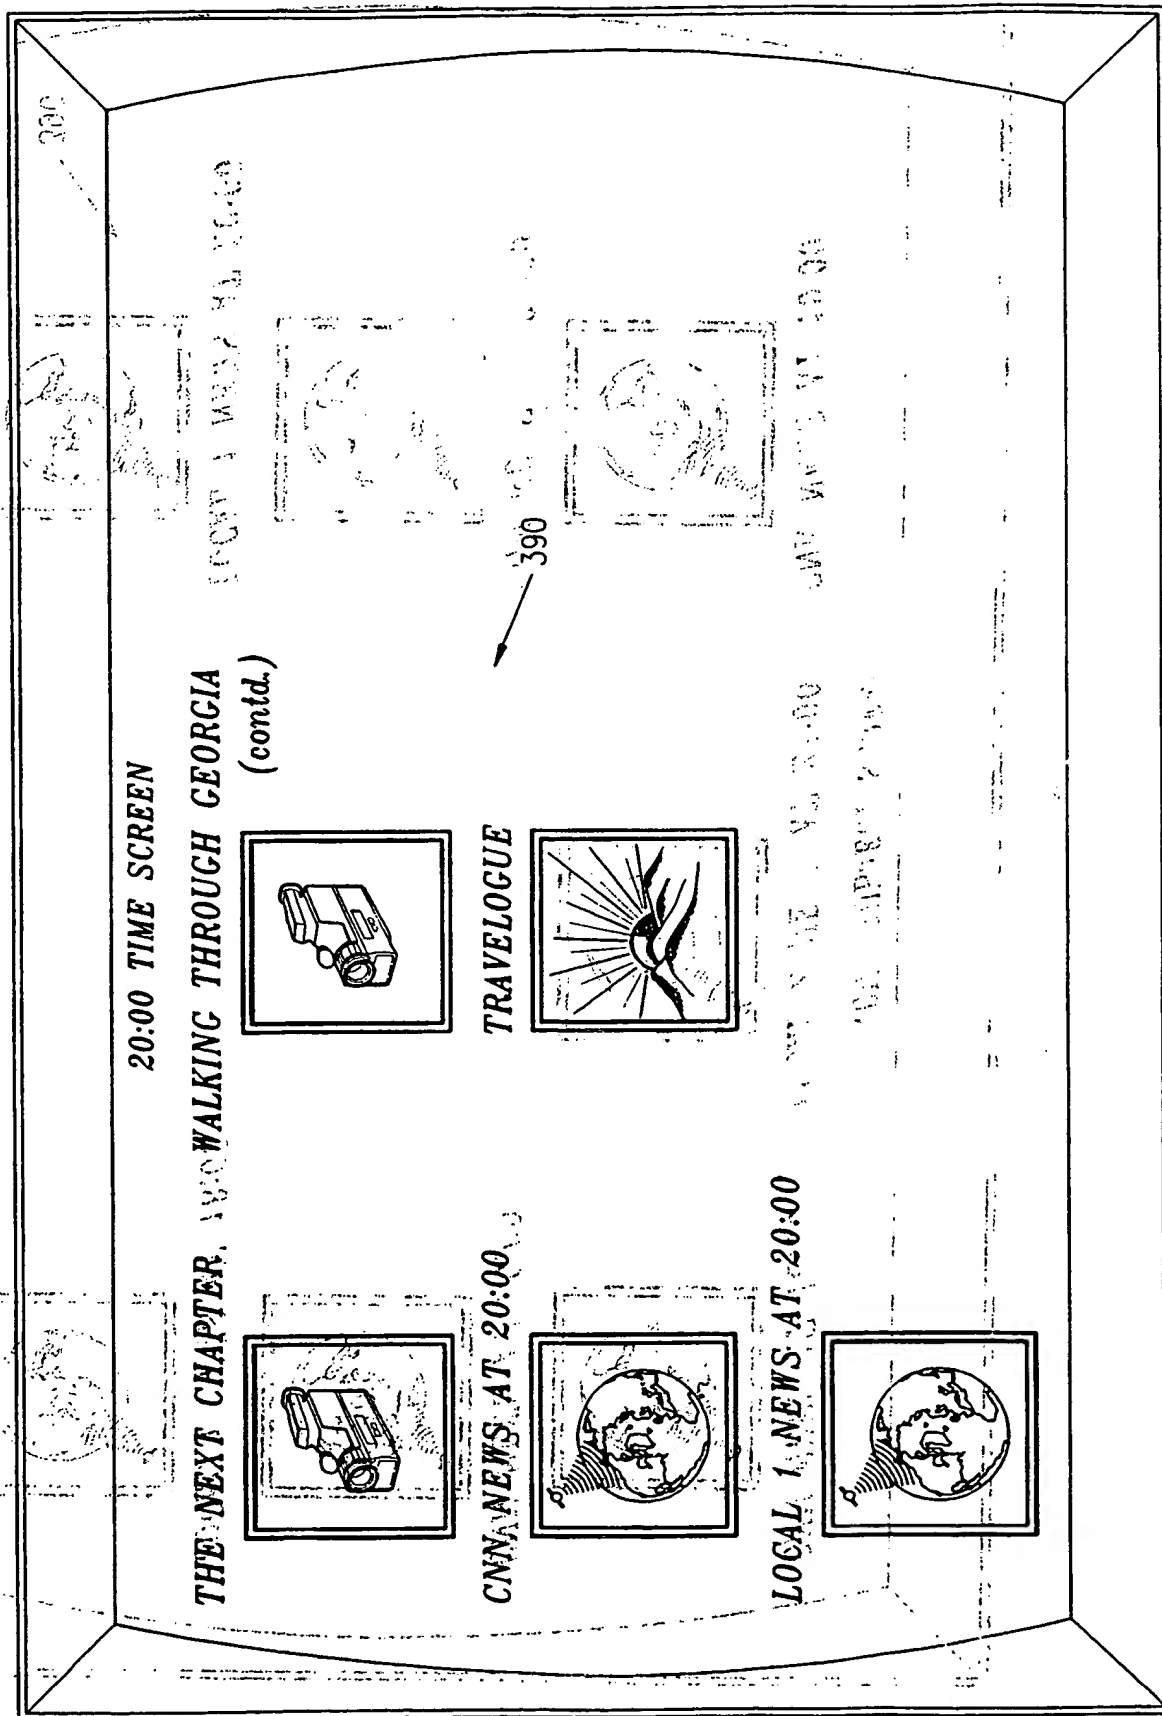 20:00 TIME SCREEN
THE NEXT CHAPTER
WALKING THROUGH GEORGIA
(contd.)
CNN NEWS AT 20:00
TRAVELOGUE
390
LOCAL 1 NEWS AT 20:00